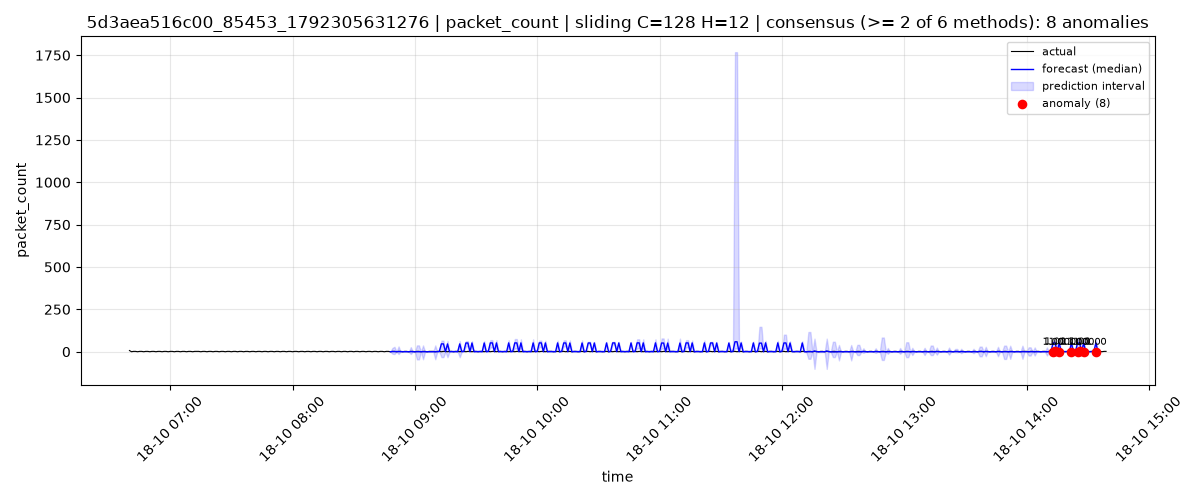 5d3aea516c00_85453_1792305631276 | packet_count | sliding C=128 H=12 | consensus (>= 2 of 6 methods): 8 anomalies
actual
forecast (median)
prediction interval
anomaly (8)
packet_count
1750
1500
1250
1000
750
500
250
0
18-10 07:00
18-10 08:00
18-10 09:00
18-10 10:00
18-10 11:00
18-10 12:00
18-10 13:00
18-10 14:00
18-10 15:00
time